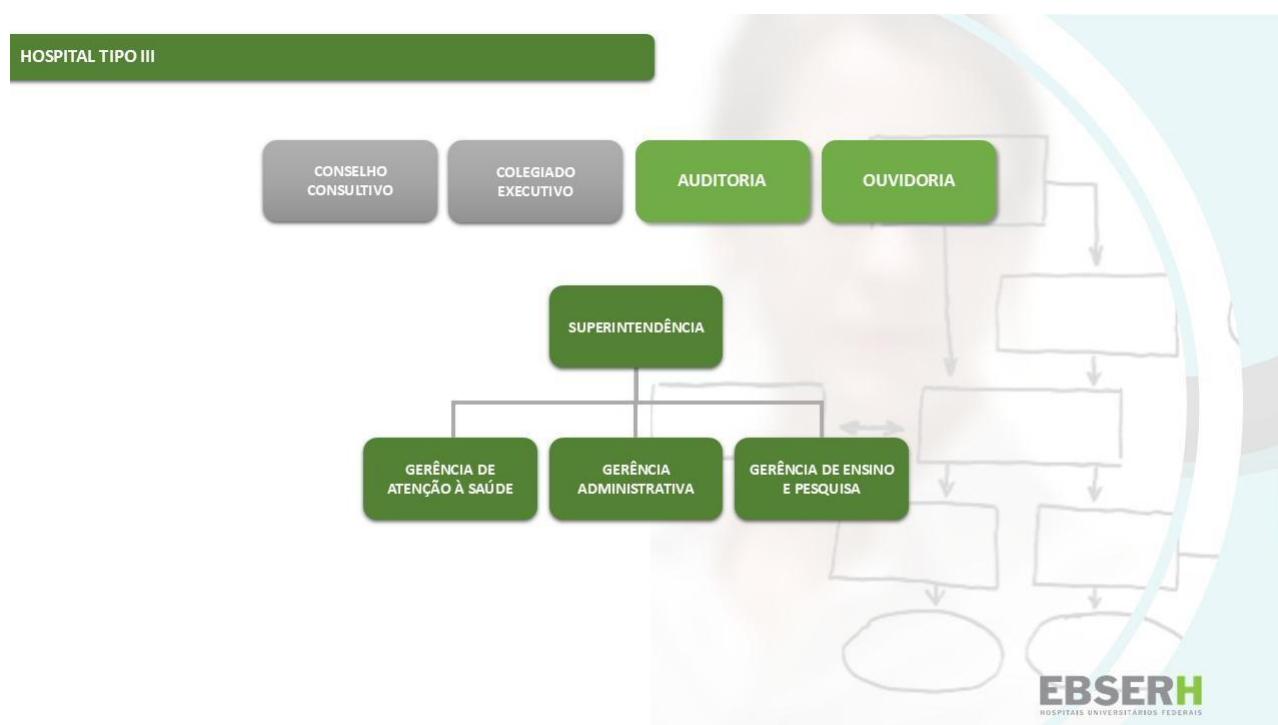 HOSPITAL TIPO III
CONSELHO
CONSULTIVO
COLEGIADO
EXECUTIVO
AUDITORIA
OUVIDORIA
SUPERINTENDÊNCIA
GERÊNCIA DE
ATENÇÃO À SAÚDE
GERÊNCIA
ADMINISTRATIVA
GERÊNCIA DE ENSINO
E PESQUISA
EBSERH
HOSPITAIS UNIVERSITÁRIOS FEDERAIS